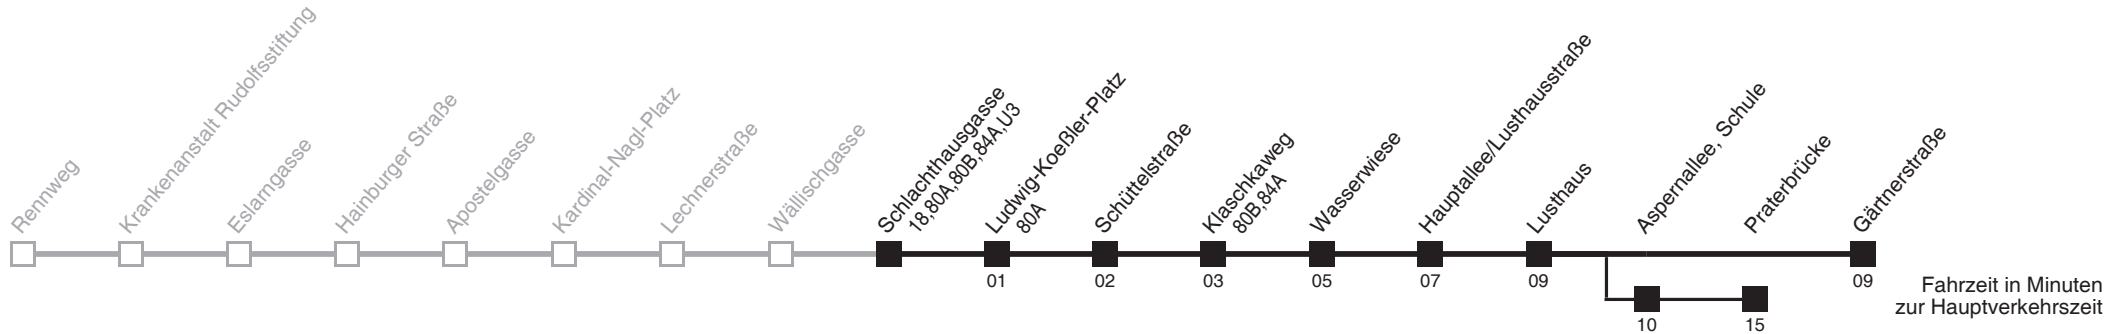 Rennweg
Krankenanstalt Rudolfsstiftung
Eslarngasse
Hainburger Straße
Apostelgasse
Kardinal-Nagl-Platz
Lechnerstraße
Wällischgasse
Schlachthausgasse
18,80A,80B,84A,U3
Ludwig-Koeßler-Platz
80A
Schüttelstraße
Klaschkaweg
80B,84A
Wasserwiese
Hauptallee/Lusthausstraße
Lusthaus
Aspernallee, Schule
Praterbrücke
Gärtnerstraße
01
02
03
05
07
09
09
10
15
Fahrzeit in Minuten
zur Hauptverkehrszeit